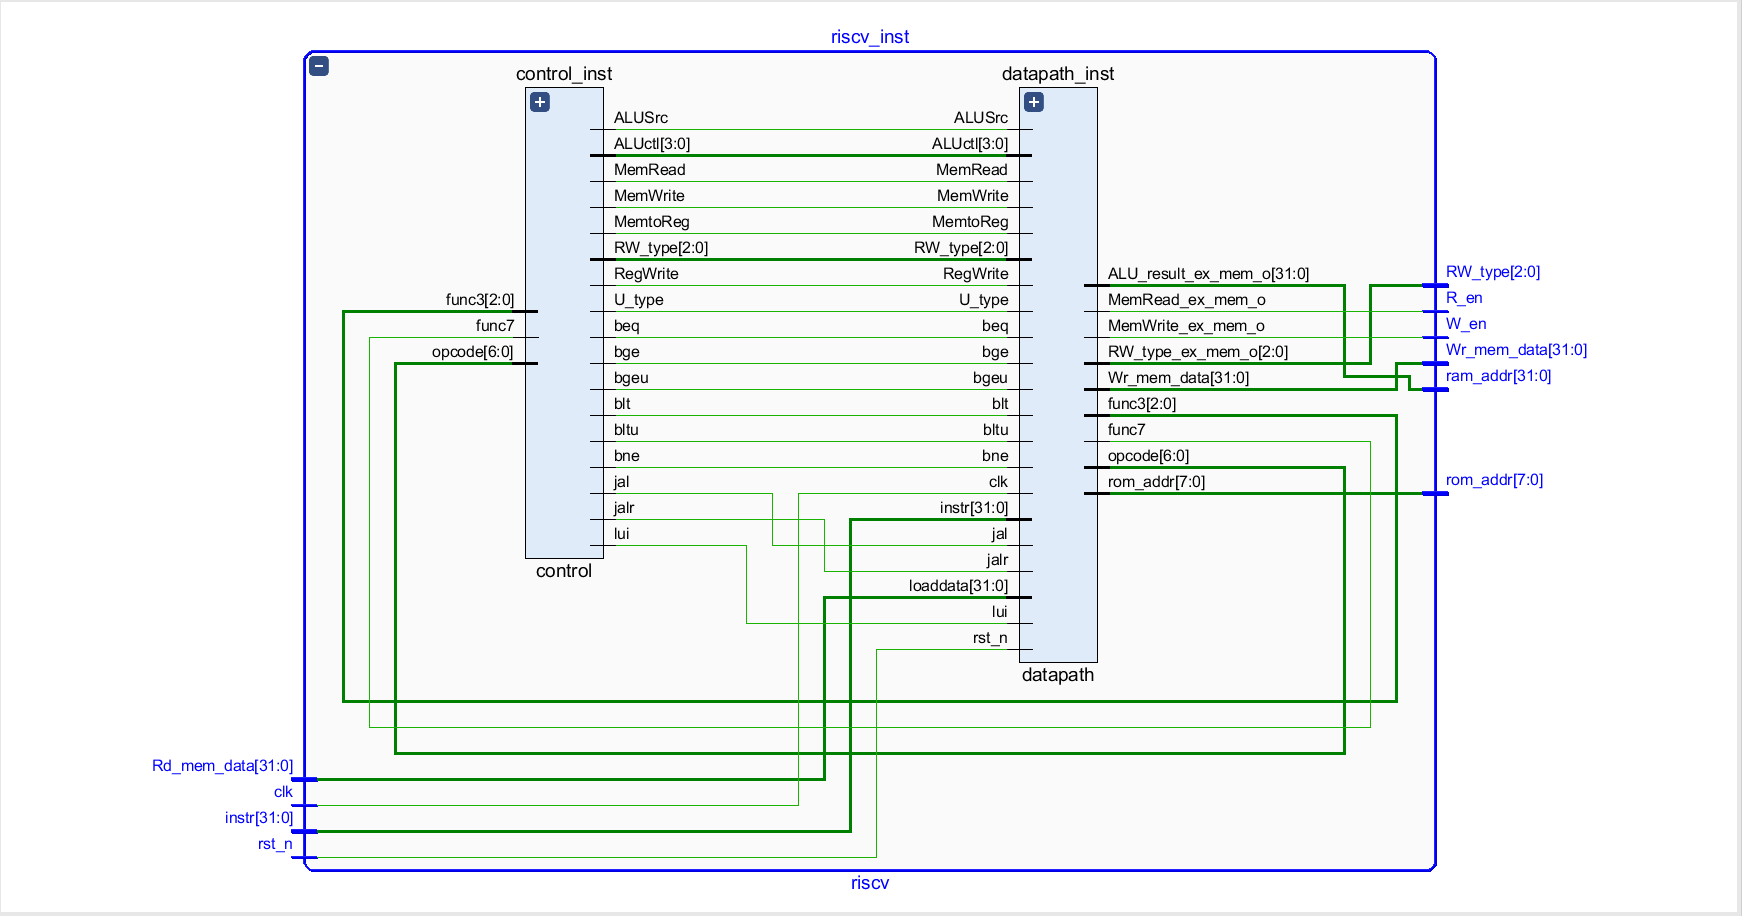 riscv_inst
control_inst
datapath_inst
ALUSrc
ALUctl[3:0]
MemRead
MemWrite
MemtoReg
RW_type[2:0]
RegWrite
U_type
beq
bge
bgeu
blt
bltu
bne
jal
jalr
lui
func3[2:0]
func7
opcode[6:0]
control
ALUSrc
ALUctl[3:0]
MemRead
MemWrite
MemtoReg
RW_type[2:0]
RegWrite
U_type
beq
bge
bgeu
blt
bltu
bne
clk
instr[31:0]
jal
jalr
loaddata[31:0]
lui
rst_n
ALU_result_ex_mem_o[31:0]
MemRead_ex_mem_o
MemWrite_ex_mem_o
RW_type_ex_mem_o[2:0]
Wr_mem_data[31:0]
func3[2:0]
func7
opcode[6:0]
rom_addr[7:0]
datapath
RW_type[2:0]
R_en
W_en
Wr_mem_data[31:0]
ram_addr[31:0]
rom_addr[7:0]
Rd_mem_data[31:0]
clk
instr[31:0]
rst_n
riscv